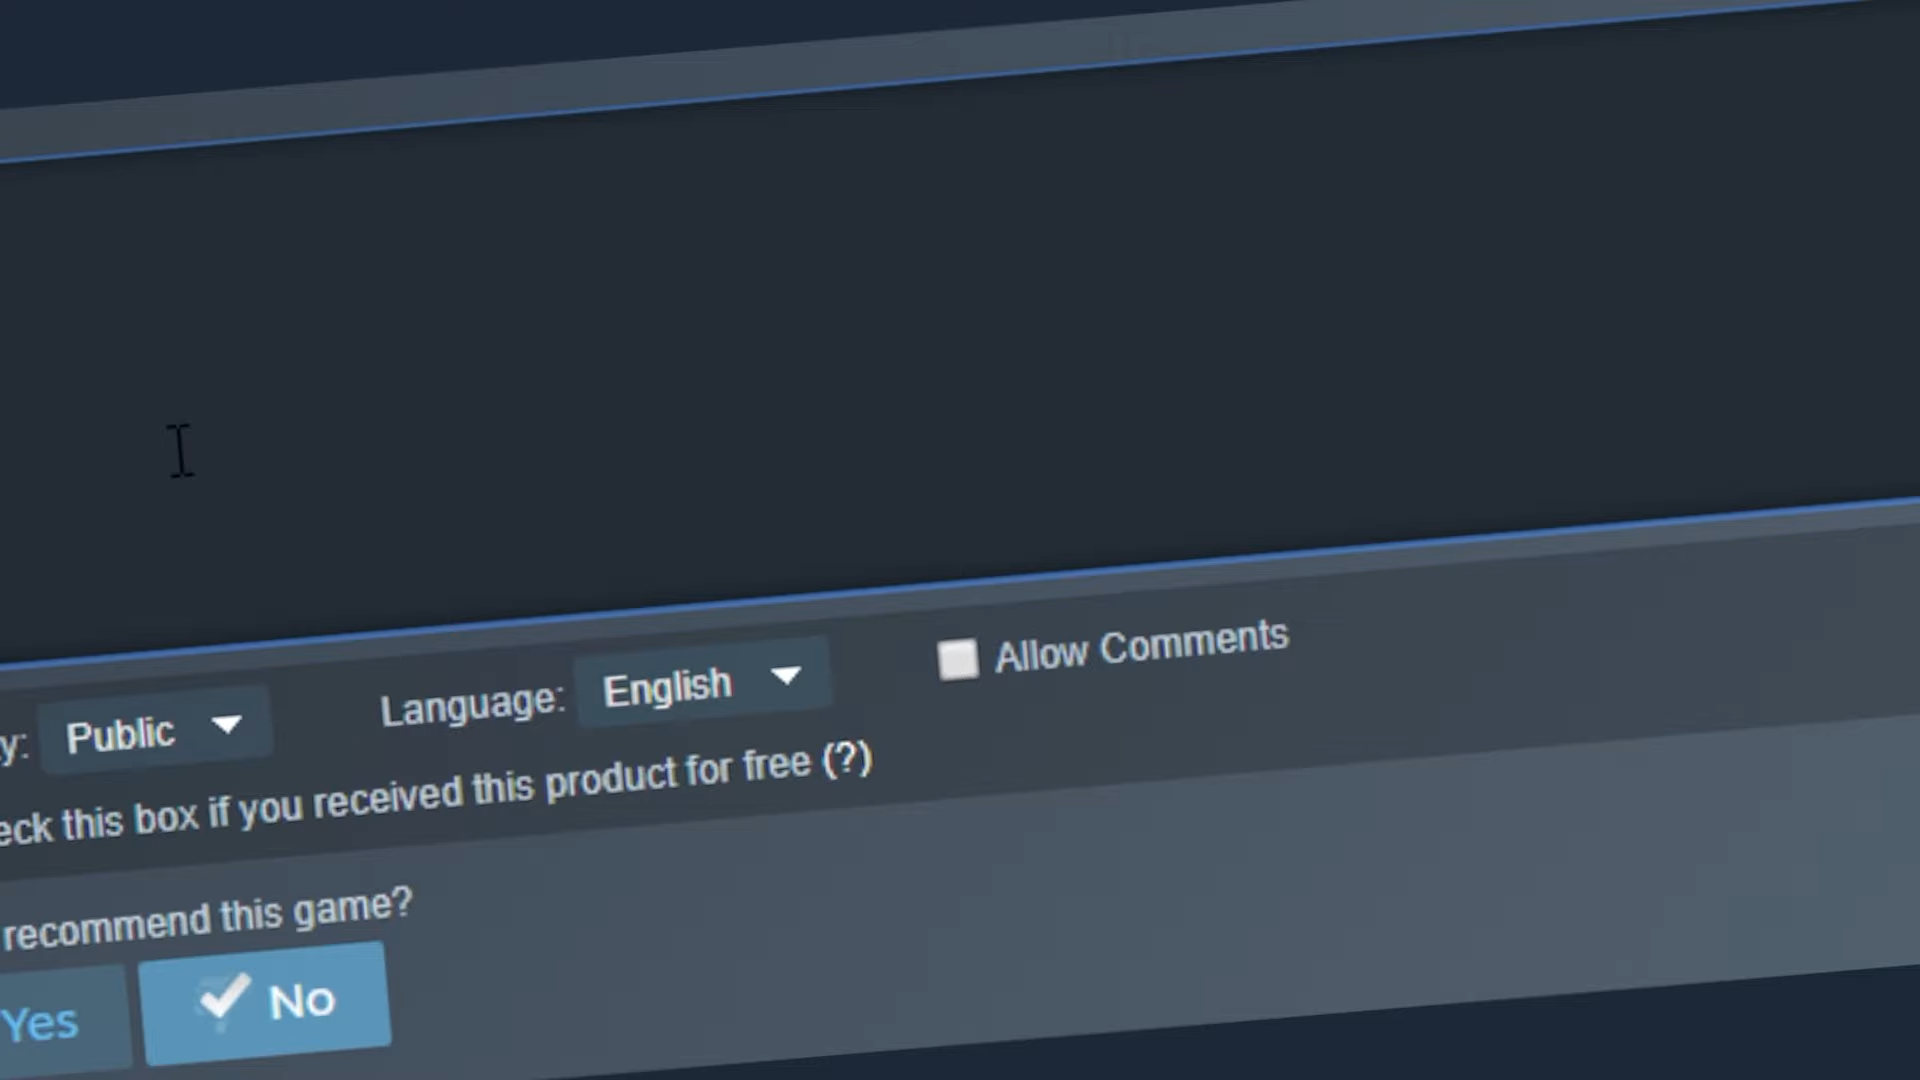 y: Public Language: English Allow Comments
eck this box if you received this product for free (?)
recommend this game?
Yes No